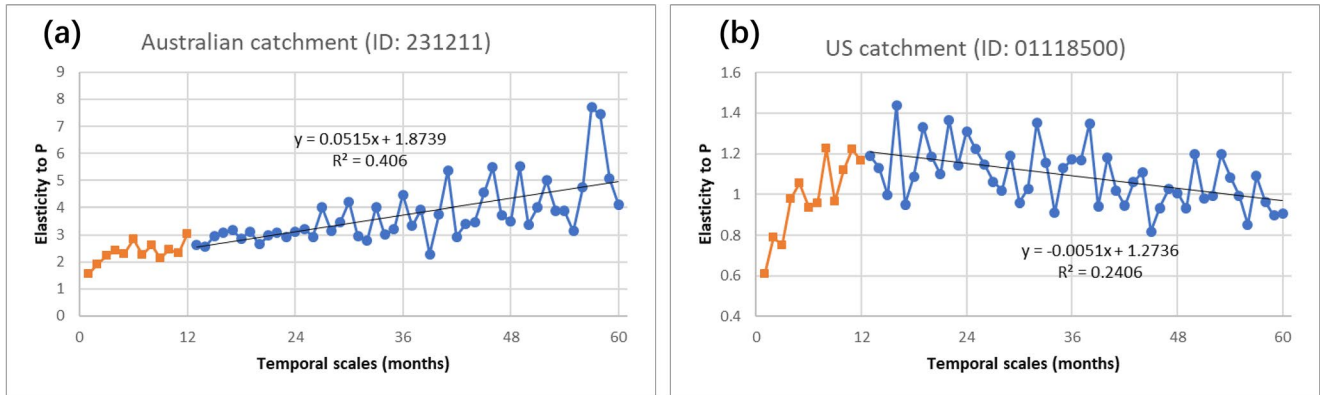 (a)
Australian catchment (ID: 231211)
9
8
7
6
5
4
3
2
1
0
Elasticity to P
y = 0.0515x + 1.8739
R² = 0.406
0 12 24 36 48 60
Temporal scales (months)
(b)
US catchment (ID: 01118500)
1.6
1.4
1.2
1
0.8
0.6
0.4
Elasticity to P
y = -0.0051x + 1.2736
R² = 0.2406
0 12 24 36 48 60
Temporal scales (months)